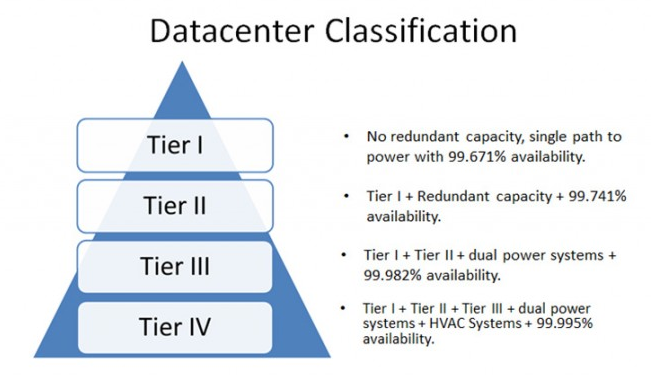 Datacenter Classification
Tier I
• No redundant capacity, single path to
power with 99.671% availability.
Tier II
• Tier I + Redundant capacity + 99.741%
availability.
Tier III
• Tier I + Tier II + dual power systems +
99.982% availability.
Tier IV
• Tier I + Tier II + Tier III + dual power
systems + HVAC Systems + 99.995%
availability.